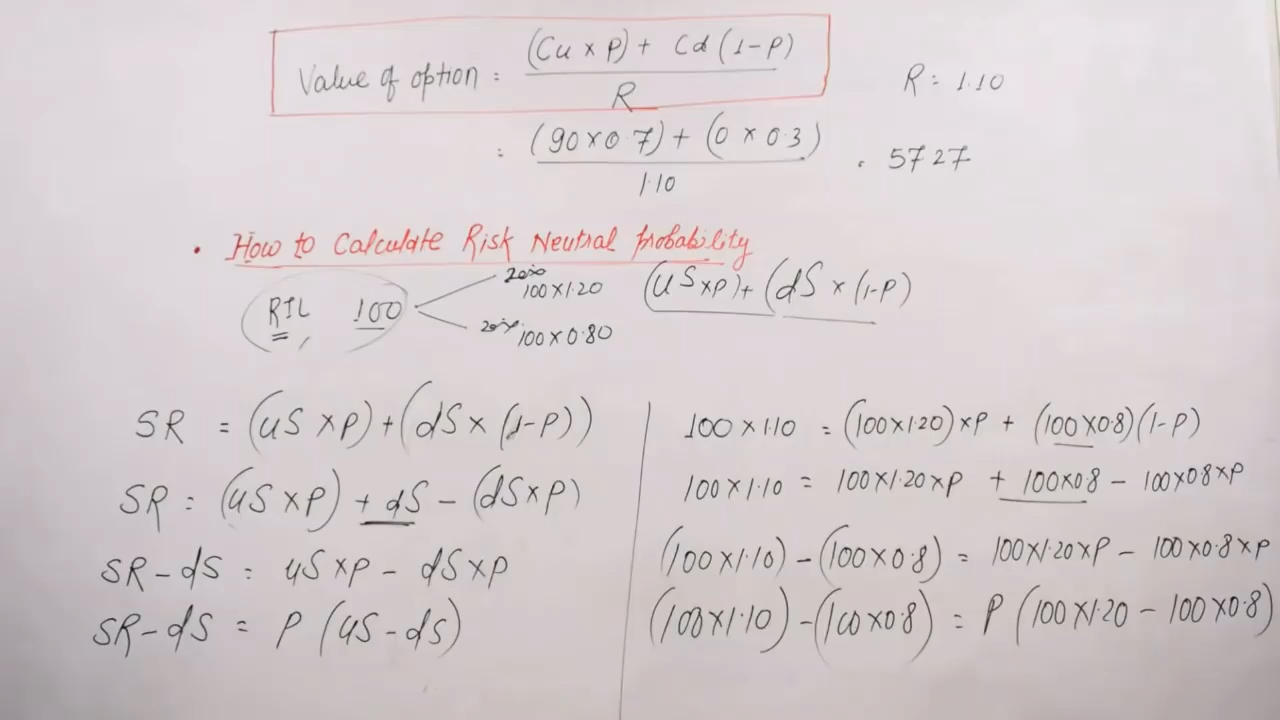 Value of option = (Cu x P) + Cd (1-P)
R
R = 1.10
= (90 x 0.7) + (0 x 0.3)
1.10
. 57 27
• How to Calculate Risk Neutral probability
RIL 100
20%
100 x 1.20
20%
100 x 0.80
(uS x P) + (dS x (1-P)
SR = (uS x P) + (dS x (1-P))
SR = (uS x P) + dS - (dS x P)
SR - dS = uS x P - dS x P
SR - dS = P (uS - dS)
100 x 1.10 = (100 x 1.20) x P + (100 x 0.8) (1-P)
100 x 1.10 = 100 x 1.20 x P + 100 x 0.8 - 100 x 0.8 x P
(100 x 1.10) - (100 x 0.8) = 100 x 1.20 x P - 100 x 0.8 x P
(100 x 1.10) - (100 x 0.8) = P (100 x 1.20 - 100 x 0.8)